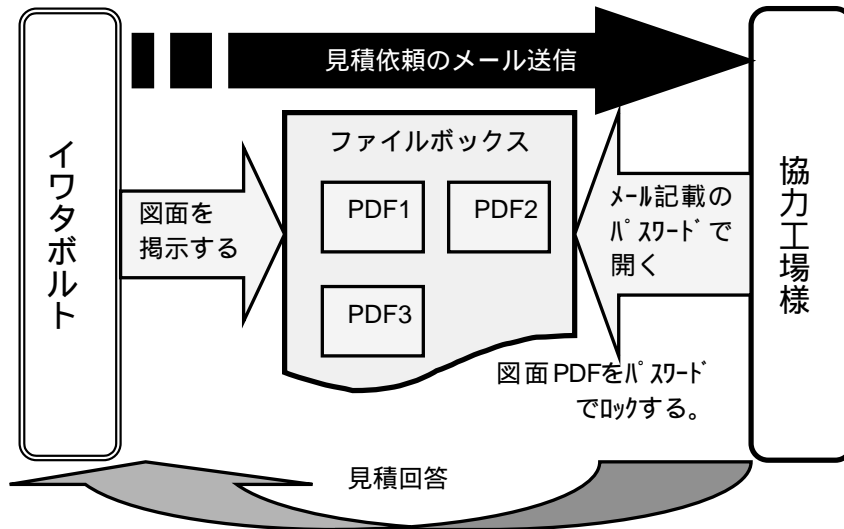 見積依頼のメール送信
イワタボルト
ファイルボックス
PDF1
PDF2
PDF3
図面を
掲示する
メール記載の
ﾊﾟｽﾜｰﾄﾞで
開く
協力工場様
図面PDFをﾊﾟｽﾜｰﾄﾞ
でﾛｯｸする。
見積回答